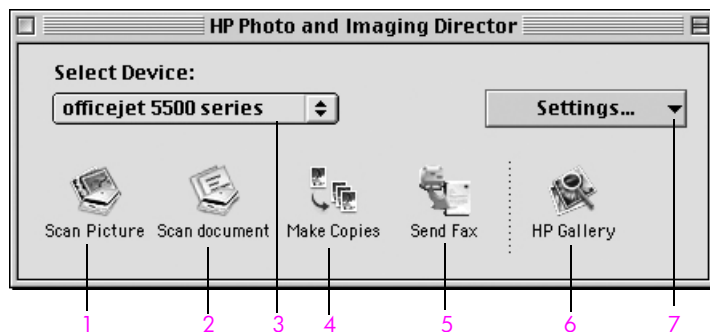 HP Photo and Imaging Director
Select Device:
officejet 5500 series
Settings...
Scan Picture Scan document Make Copies Send Fax HP Gallery
1 2 3 4 5 6 7